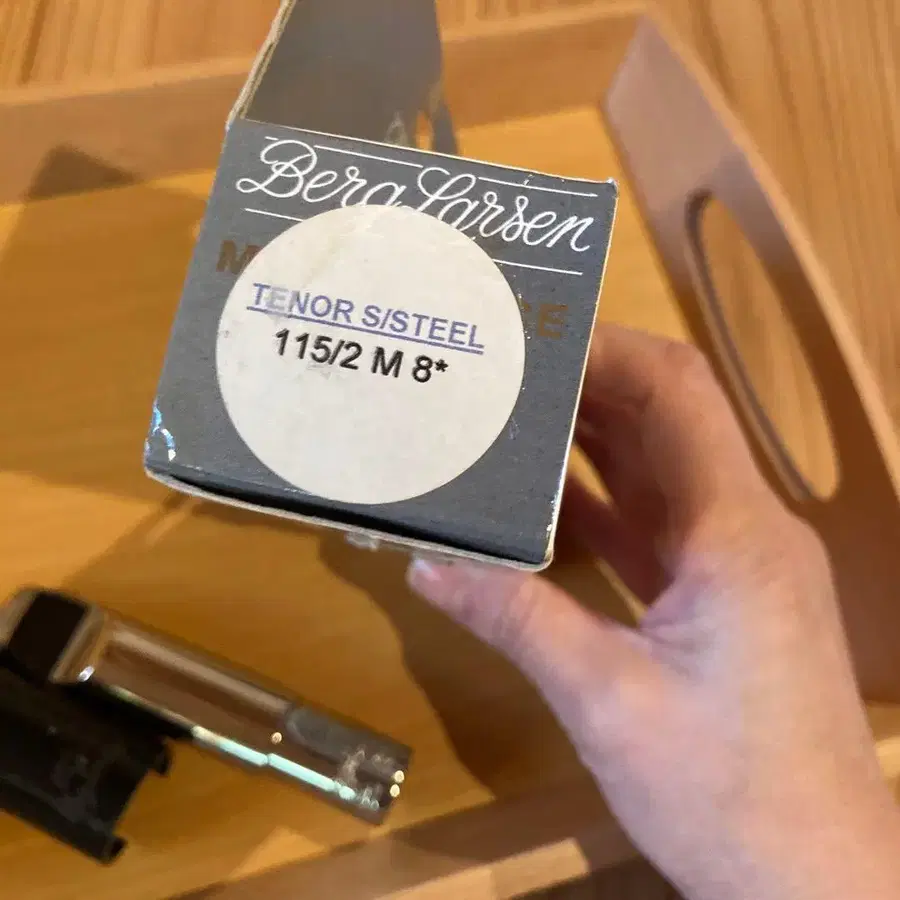 Berg Larsen
TENOR S/STEEL
115/2 M 8*